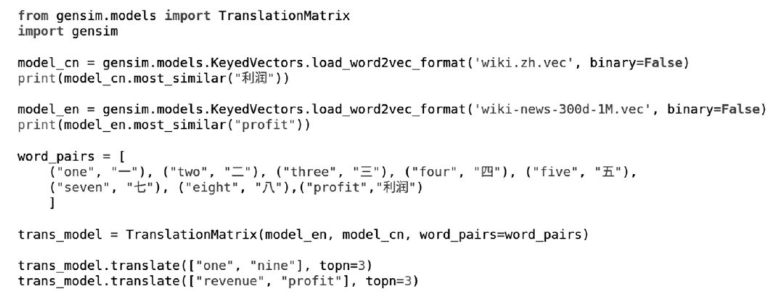 from gensim.models import TranslationMatrix
import gensim
model_cn = gensim.models.KeyedVectors.load_word2vec_format('wiki.zh.vec', binary=False)
print(model_cn.most_similar("利润"))
model_en = gensim.models.KeyedVectors.load_word2vec_format('wiki-news-300d-1M.vec', binary=False)
print(model_en.most_similar("profit"))
word_pairs = [
    ("one", "一"), ("two", "二"), ("three", "三"), ("four", "四"), ("five", "五"),
    ("seven", "七"), ("eight", "八"),("profit","利润")
    ]
trans_model = TranslationMatrix(model_en, model_cn, word_pairs=word_pairs)
trans_model.translate(["one", "nine"], topn=3)
trans_model.translate(["revenue", "profit"], topn=3)